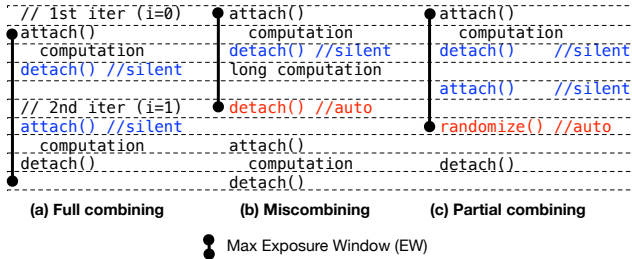 // 1st iter (i=0)
attach()
computation
detach() //silent
// 2nd iter (i=1)
attach() //silent
computation
detach()
(a) Full combining
attach()
computation
detach() //silent
long computation
detach() //auto
attach()
computation
detach()
(b) Miscombining
attach()
computation
detach() //silent
attach() //silent
randomize() //auto
detach()
(c) Partial combining
Max Exposure Window (EW)